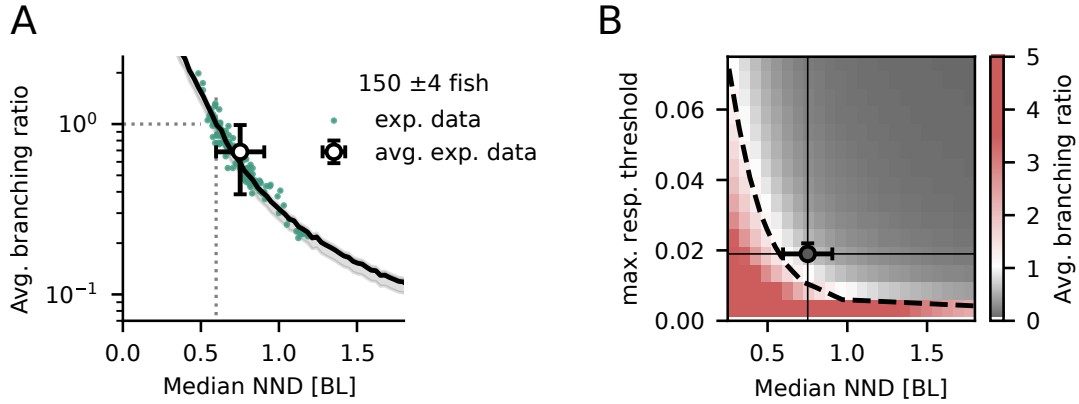 A
Avg. branching ratio
10⁰
10⁻¹
0.0 0.5 1.0 1.5
Median NND [BL]
150 ±4 fish
exp. data
avg. exp. data
B
max. resp. threshold
0.06
0.04
0.02
0.00
0.5 1.0 1.5
Median NND [BL]
5
4
3
2
1
0
Avg. branching ratio